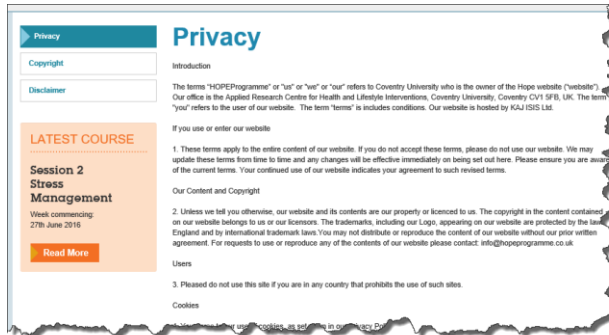 Privacy
Copyright
Disclaimer
LATEST COURSE
Session 2
Stress
Management
Week commencing:
27th June 2016
Read More
Privacy
Introduction
The terms "HOPEProgramme" or "us" or "we" or "our" refers to Coventry University who is the owner of the Hope website ("website").
Our office is the Applied Research Centre for Health and Lifestyle Interventions, Coventry University, Coventry CV1 5FB, UK. The term
"you" refers to the user of our website. The term "terms" is includes conditions. Our website is hosted by KAJ ISIS Ltd.
If you use or enter our website
1. These terms apply to the entire content of our website. If you do not accept these terms, please do not use our website. We may
update these terms from time to time and any changes will be effective immediately on being set out here. Please ensure you are aware
of the current terms. Your continued use of our website indicates your agreement to such revised terms.
Our Content and Copyright
2. Unless we tell you otherwise, our website and its contents are our property or licenced to us. The copyright in the content contained
on our website belongs to us or our licensors. The trademarks, including our Logo, appearing on our website are protected by the law
England and by international trademark laws.You may not distribute or reproduce the content of our website without our prior written
agreement. For requests to use or reproduce any of the contents of our website please contact: info@hopeprogramme.co.uk
Users
3. Pleased do not use this site if you are in any country that prohibits the use of such sites.
Cookies
our use of cookies, as set in our Privacy